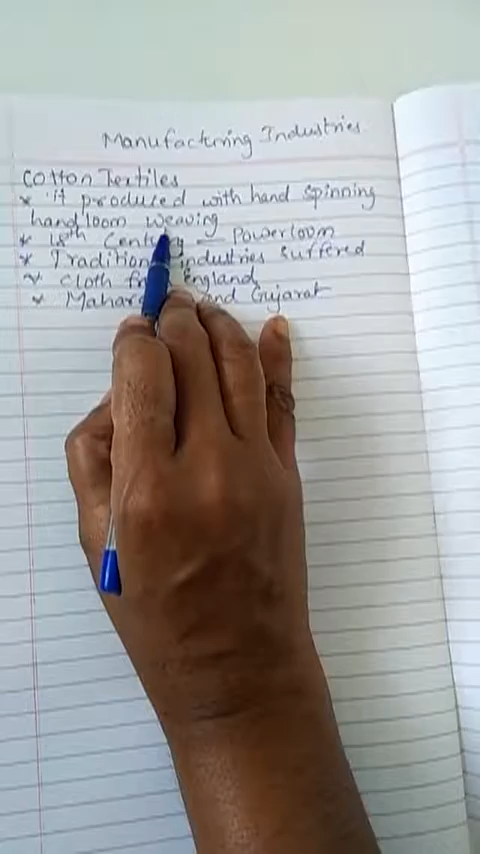 Manufacturing Industries
Cotton Textiles
* It produced with hand spinning
handloom weaving
* 18th Century — Powerloom
* Traditional industries suffered
* cloth England
* and Gujarat